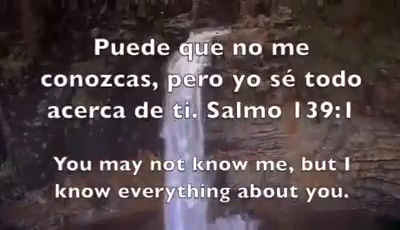 Puede que no me
conozcas, pero yo sé todo
acerca de ti. Salmo 139:1
You may not know me, but I
know everything about you.